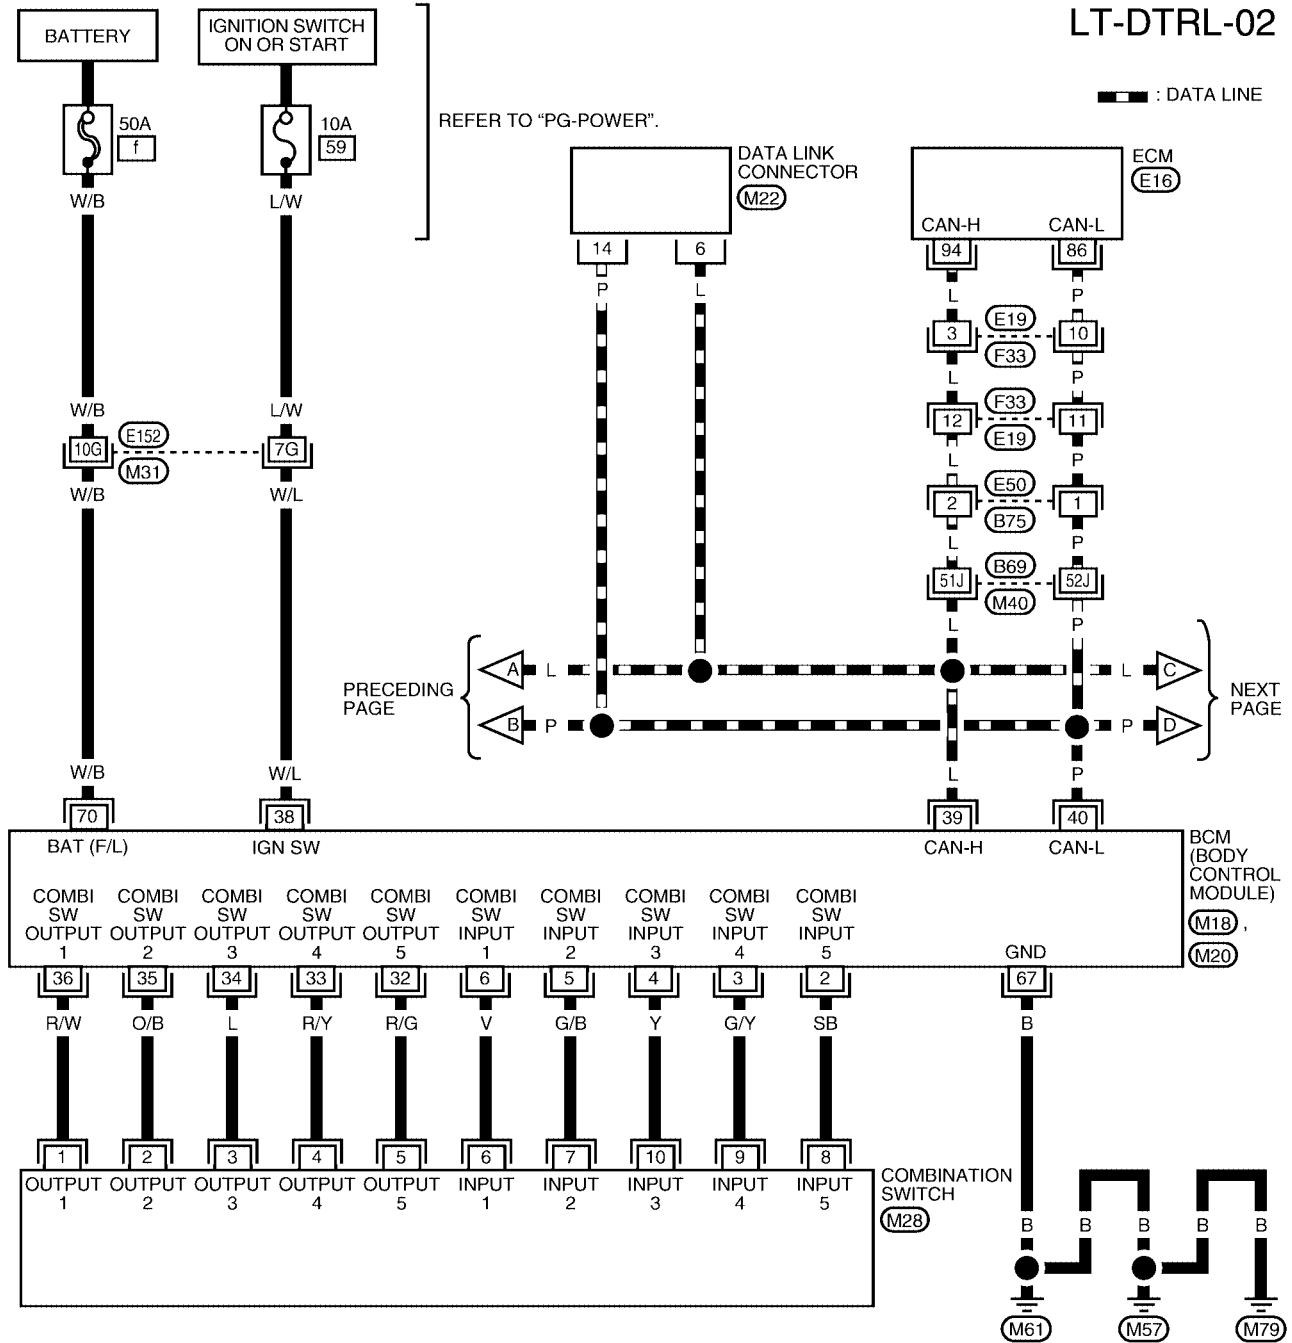 LT-DTRL-02
BATTERY
IGNITION SWITCH
ON OR START
: DATA LINE
50A
f
10A
59
REFER TO “PG-POWER”.
DATA LINK
CONNECTOR
M22
ECM
E16
CAN-H CAN-L
14 6 94 86
W/B L/W
P L L P
3 E19 10
F33
L P
W/B L/W
12 F33 11
E19
10G E152 7G
M31
L P
W/B W/L
2 E50 1
B75
L P
51J B69 52J
M40
L P
PRECEDING
PAGE
A L L C
B P P D
NEXT
PAGE
W/B W/L L P
70 38 39 40
BAT (F/L) IGN SW CAN-H CAN-L
BCM
(BODY
CONTROL
MODULE)
M18 ,
M20
COMBI COMBI COMBI COMBI COMBI COMBI COMBI COMBI COMBI COMBI
SW SW SW SW SW SW SW SW SW SW
OUTPUT OUTPUT OUTPUT OUTPUT OUTPUT INPUT INPUT INPUT INPUT INPUT
1 2 3 4 5 1 2 3 4 5 GND
36 35 34 33 32 6 5 4 3 2 67
R/W O/B L R/Y R/G V G/B Y G/Y SB B
1 2 3 4 5 6 7 10 9 8
OUTPUT OUTPUT OUTPUT OUTPUT OUTPUT INPUT INPUT INPUT INPUT INPUT
1 2 3 4 5 1 2 3 4 5
COMBINATION
SWITCH
M28
B B B B B
M61 M57 M79